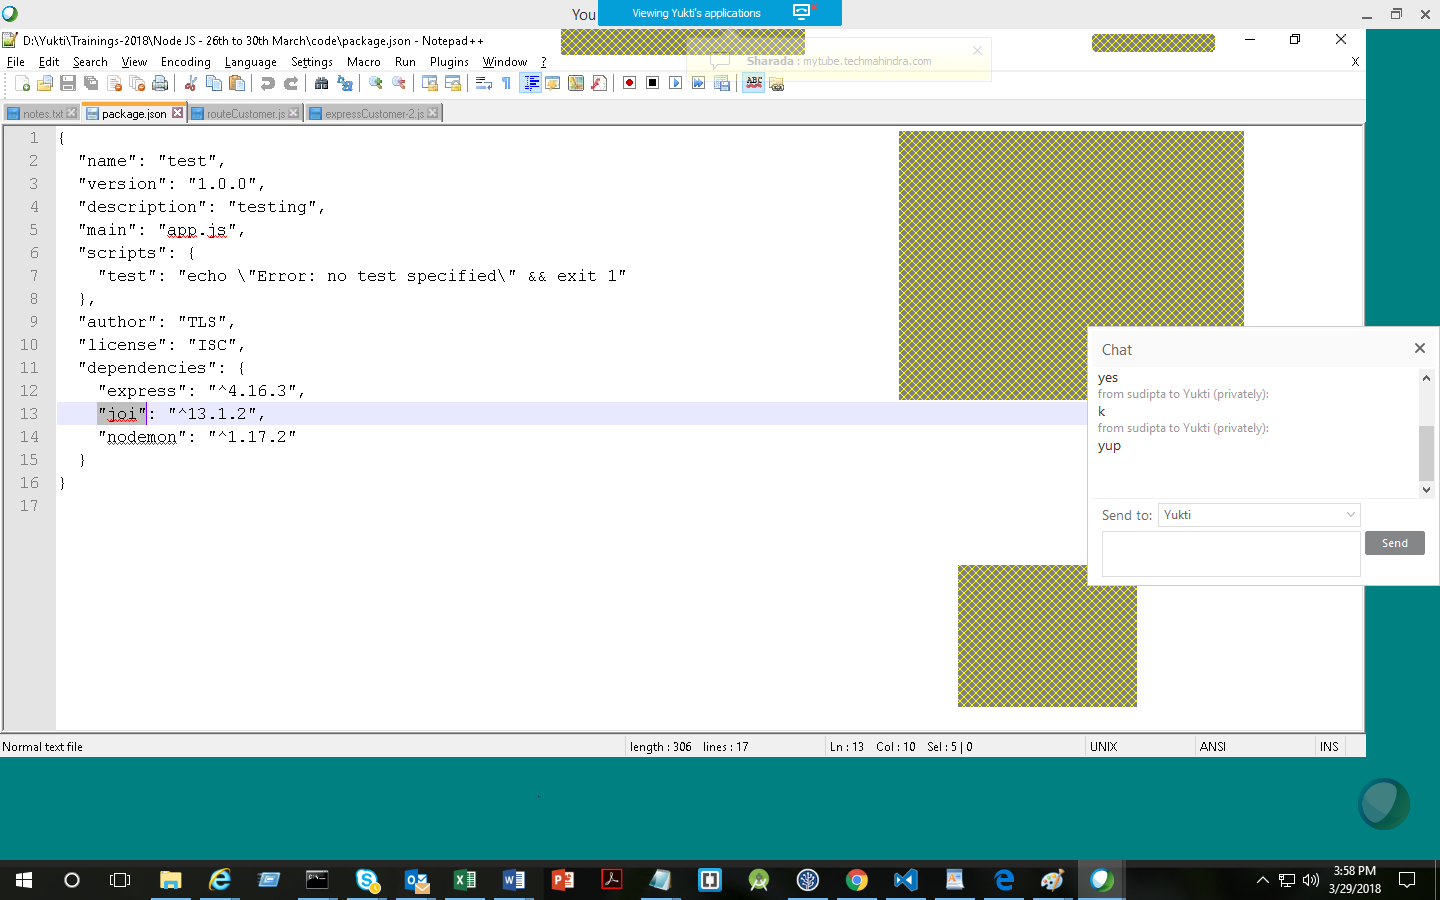 You
Viewing Yukti's applications
D:\Yukti\Trainings-2018\Node JS - 26th to 30th March\code\package.json - Notepad++
Sharada : mytube.techmahindra.com
File Edit Search View Encoding Language Settings Macro Run Plugins Window ? X
ABC
notes.txt package.json routeCustomer.js expressCustomer-2.js
1 {
2 "name": "test",
3 "version": "1.0.0",
4 "description": "testing",
5 "main": "app.js",
6 "scripts": {
7 "test": "echo \"Error: no test specified\" && exit 1"
8 },
9 "author": "TLS",
10 "license": "ISC",
11 "dependencies": {
12 "express": "^4.16.3",
13 "joi": "^13.1.2",
14 "nodemon": "^1.17.2"
15 }
16 }
17
Chat
yes
from sudipta to Yukti (privately):
k
from sudipta to Yukti (privately):
yup
Send to: Yukti
Send
Normal text file length : 306 lines : 17 Ln : 13 Col : 10 Sel : 5 | 0 UNIX ANSI INS
3:58 PM
3/29/2018